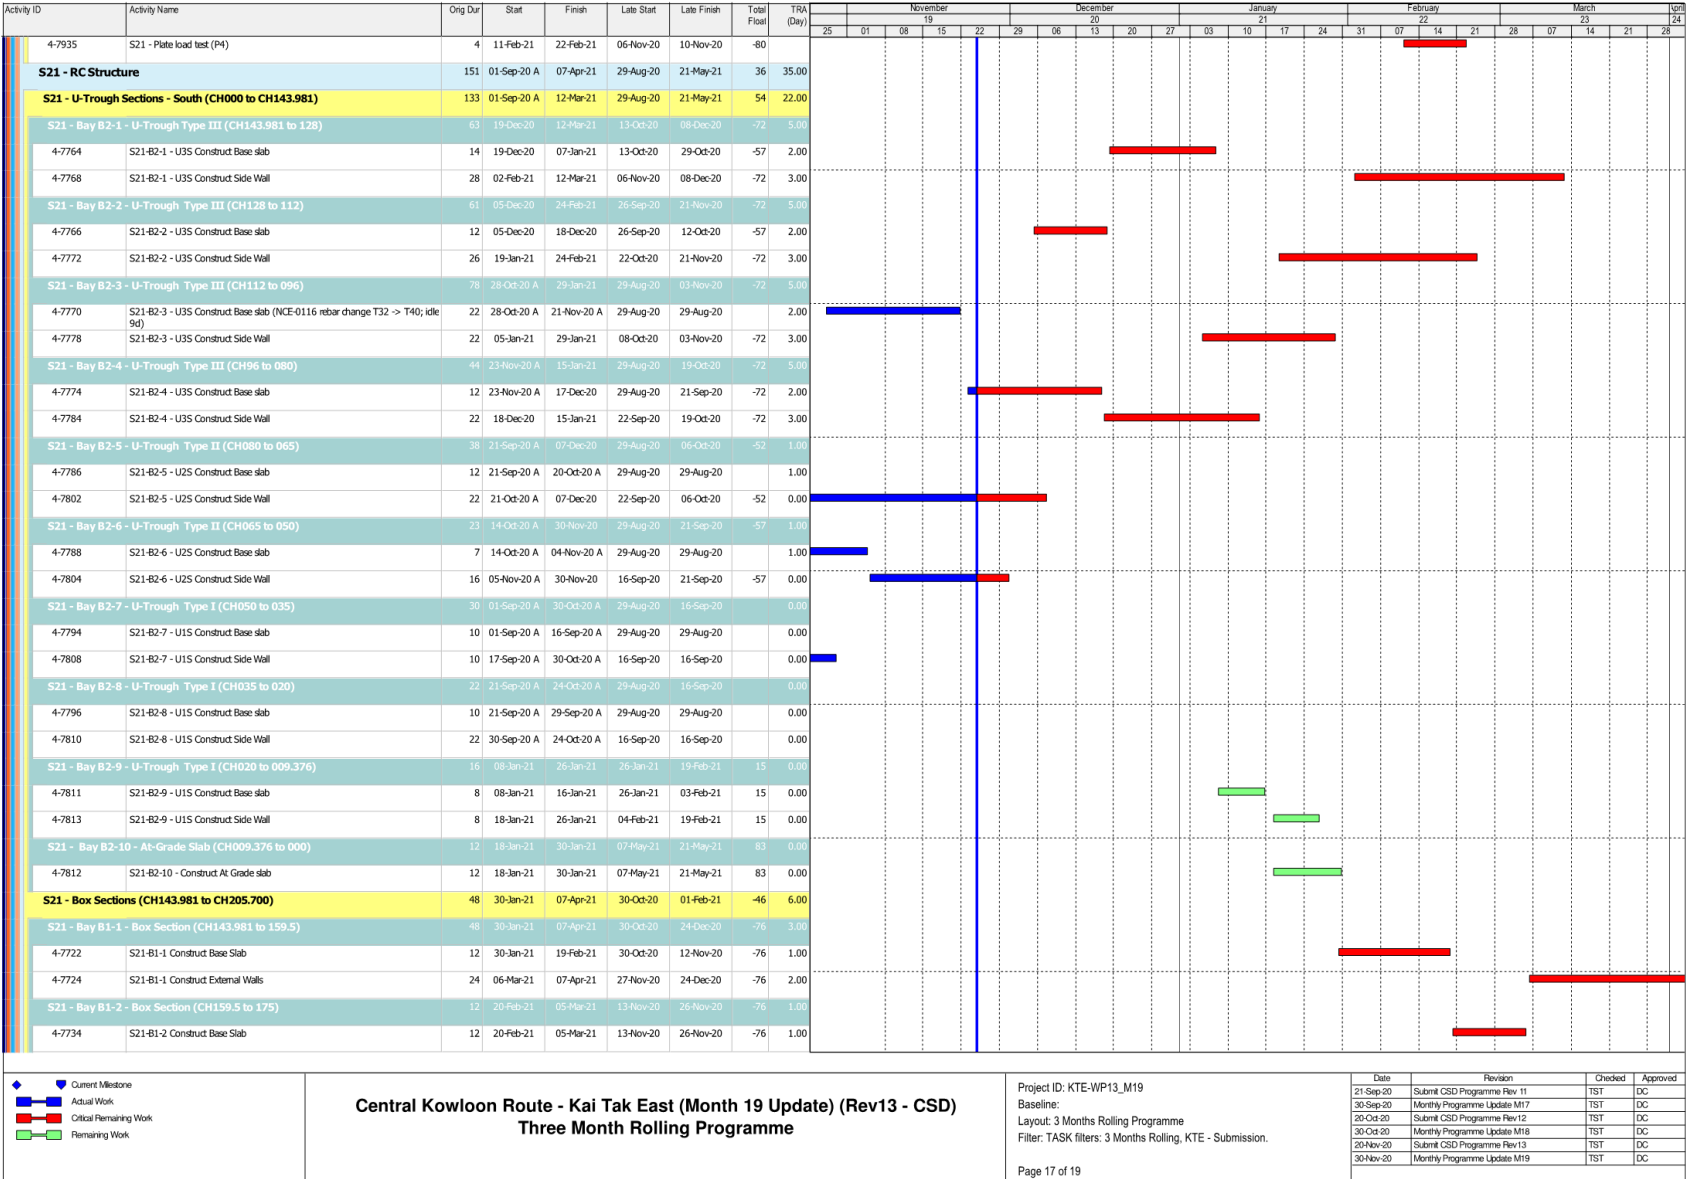 Activity ID Activity Name Orig Dur Start Finish Late Start Late Finish Total Float TRA (Day)
November December January February March April
19 20 21 22 23 24
25 01 08 15 22 29 06 13 20 27 03 10 17 24 31 07 14 21 28 07 14 21 28
4-7935 S21 - Plate load test (P4) 4 11-Feb-21 22-Feb-21 06-Nov-20 10-Nov-20 -80
S21 - RC Structure 151 01-Sep-20 A 07-Apr-21 29-Aug-20 21-May-21 36 35.00
S21 - U-Trough Sections - South (CH000 to CH143.981) 133 01-Sep-20 A 12-Mar-21 29-Aug-20 21-May-21 54 22.00
S21 - Bay B2-1 - U-Trough Type III (CH143.981 to 128) 63 19-Dec-20 12-Mar-21 13-Oct-20 08-Dec-20 -72 5.00
4-7764 S21-B2-1 - U3S Construct Base slab 14 19-Dec-20 07-Jan-21 13-Oct-20 29-Oct-20 -57 2.00
4-7768 S21-B2-1 - U3S Construct Side Wall 28 02-Feb-21 12-Mar-21 06-Nov-20 08-Dec-20 -72 3.00
S21 - Bay B2-2 - U-Trough Type III (CH128 to 112) 61 05-Dec-20 24-Feb-21 26-Sep-20 21-Nov-20 -72 5.00
4-7766 S21-B2-2 - U3S Construct Base slab 12 05-Dec-20 18-Dec-20 26-Sep-20 12-Oct-20 -57 2.00
4-7772 S21-B2-2 - U3S Construct Side Wall 26 19-Jan-21 24-Feb-21 22-Oct-20 21-Nov-20 -72 3.00
S21 - Bay B2-3 - U-Trough Type III (CH112 to 096) 78 28-Oct-20 A 29-Jan-21 29-Aug-20 03-Nov-20 -72 5.00
4-7770 S21-B2-3 - U3S Construct Base slab (NCE-0116 rebar change T32 -> T40; idle 22 28-Oct-20 A 21-Nov-20 A 29-Aug-20 29-Aug-20 2.00
9d)
4-7778 S21-B2-3 - U3S Construct Side Wall 22 05-Jan-21 29-Jan-21 08-Oct-20 03-Nov-20 -72 3.00
S21 - Bay B2-4 - U-Trough Type III (CH96 to 080) 44 23-Nov-20 A 15-Jan-21 29-Aug-20 19-Oct-20 -72 5.00
4-7774 S21-B2-4 - U3S Construct Base slab 12 23-Nov-20 A 17-Dec-20 29-Aug-20 21-Sep-20 -72 2.00
4-7784 S21-B2-4 - U3S Construct Side Wall 22 18-Dec-20 15-Jan-21 22-Sep-20 19-Oct-20 -72 3.00
S21 - Bay B2-5 - U-Trough Type II (CH080 to 065) 38 21-Sep-20 A 07-Dec-20 29-Aug-20 06-Oct-20 -52 1.00
4-7786 S21-B2-5 - U2S Construct Base slab 12 21-Sep-20 A 20-Oct-20 A 29-Aug-20 29-Aug-20 1.00
4-7802 S21-B2-5 - U2S Construct Side Wall 22 21-Oct-20 A 07-Dec-20 22-Sep-20 06-Oct-20 -52 0.00
S21 - Bay B2-6 - U-Trough Type II (CH065 to 050) 23 14-Oct-20 A 30-Nov-20 29-Aug-20 21-Sep-20 -57 1.00
4-7788 S21-B2-6 - U2S Construct Base slab 7 14-Oct-20 A 04-Nov-20 A 29-Aug-20 29-Aug-20 1.00
4-7804 S21-B2-6 - U2S Construct Side Wall 16 05-Nov-20 A 30-Nov-20 16-Sep-20 21-Sep-20 -57 0.00
S21 - Bay B2-7 - U-Trough Type I (CH050 to 035) 30 01-Sep-20 A 30-Oct-20 A 29-Aug-20 16-Sep-20 0.00
4-7794 S21-B2-7 - U1S Construct Base slab 10 01-Sep-20 A 16-Sep-20 A 29-Aug-20 29-Aug-20 0.00
4-7808 S21-B2-7 - U1S Construct Side Wall 10 17-Sep-20 A 30-Oct-20 A 16-Sep-20 16-Sep-20 0.00
S21 - Bay B2-8 - U-Trough Type I (CH035 to 020) 22 21-Sep-20 A 24-Oct-20 A 29-Aug-20 16-Sep-20 0.00
4-7796 S21-B2-8 - U1S Construct Base slab 10 21-Sep-20 A 29-Sep-20 A 29-Aug-20 29-Aug-20 0.00
4-7810 S21-B2-8 - U1S Construct Side Wall 22 30-Sep-20 A 24-Oct-20 A 16-Sep-20 16-Sep-20 0.00
S21 - Bay B2-9 - U-Trough Type I (CH020 to 009.376) 16 08-Jan-21 26-Jan-21 26-Jan-21 19-Feb-21 15 0.00
4-7811 S21-B2-9 - U1S Construct Base slab 8 08-Jan-21 16-Jan-21 26-Jan-21 03-Feb-21 15 0.00
4-7813 S21-B2-9 - U1S Construct Side Wall 8 18-Jan-21 26-Jan-21 04-Feb-21 19-Feb-21 15 0.00
S21 - Bay B2-10 - At-Grade Slab (CH009.376 to 000) 12 18-Jan-21 30-Jan-21 07-May-21 21-May-21 83 0.00
4-7812 S21-B2-10 - Construct At Grade slab 12 18-Jan-21 30-Jan-21 07-May-21 21-May-21 83 0.00
S21 - Box Sections (CH143.981 to CH205.700) 48 30-Jan-21 07-Apr-21 30-Oct-20 01-Feb-21 -46 6.00
S21 - Bay B1-1 - Box Section (CH143.981 to 159.5) 48 30-Jan-21 07-Apr-21 30-Oct-20 24-Dec-20 -76 3.00
4-7722 S21-B1-1 Construct Base Slab 12 30-Jan-21 19-Feb-21 30-Oct-20 12-Nov-20 -76 1.00
4-7724 S21-B1-1 Construct External Walls 24 06-Mar-21 07-Apr-21 27-Nov-20 24-Dec-20 -76 2.00
S21 - Bay B1-2 - Box Section (CH159.5 to 175) 12 20-Feb-21 05-Mar-21 13-Nov-20 26-Nov-20 -76 1.00
4-7734 S21-B1-2 Construct Base Slab 12 20-Feb-21 05-Mar-21 13-Nov-20 26-Nov-20 -76 1.00
Current Milestone
Actual Work
Critical Remaining Work
Remaining Work
Central Kowloon Route - Kai Tak East (Month 19 Update) (Rev13 - CSD)
Three Month Rolling Programme
Project ID: KTE-WP13_M19
Baseline:
Layout: 3 Months Rolling Programme
Filter: TASK filters: 3 Months Rolling, KTE - Submission.
Page 17 of 19
Date Revision Checked Approved
21-Sep-20 Submit CSD Programme Rev 11 TST DC
30-Sep-20 Monthly Programme Update M17 TST DC
20-Oct-20 Submit CSD Programme Rev12 TST DC
30-Oct-20 Monthly Programme Update M18 TST DC
20-Nov-20 Submit CSD Programme Rev13 TST DC
30-Nov-20 Monthly Programme Update M19 TST DC